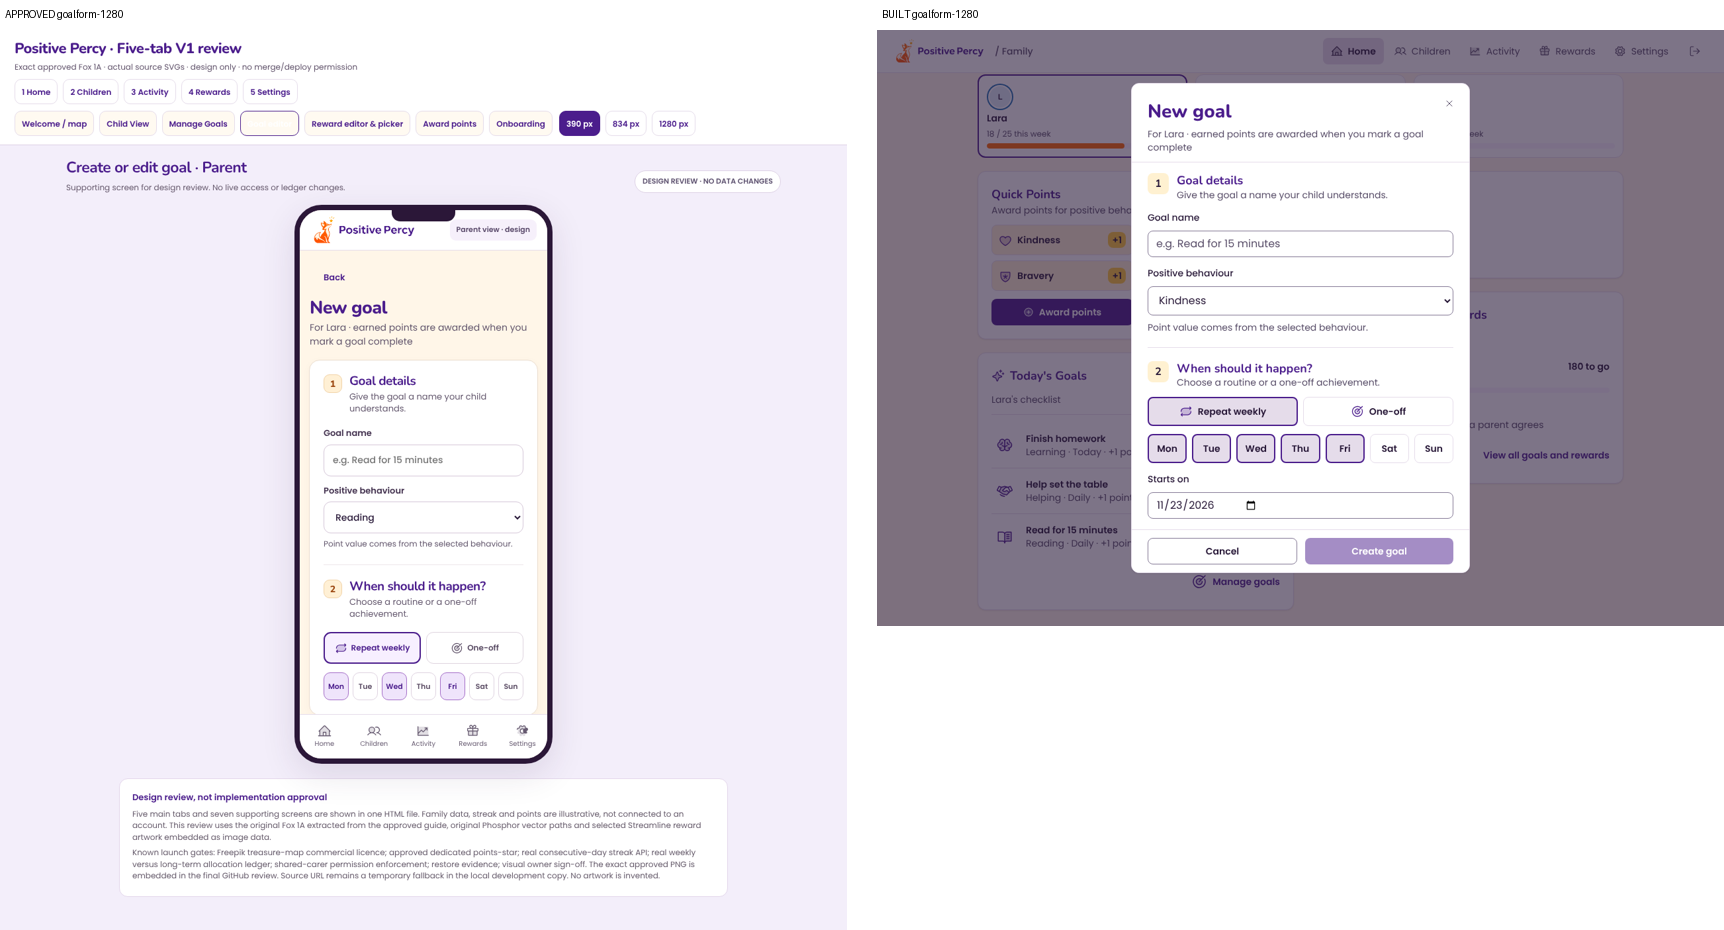 APPROVED goalform-1280
Positive Percy · Five-tab V1 review
Exact approved Fox 1A · actual source SVGs · design only · no merge/deploy permission
1 Home
2 Children
3 Activity
4 Rewards
5 Settings
Welcome / map
Child View
Manage Goals
Reward editor & picker
Award points
Onboarding
390 px
834 px
1280 px
Create or edit goal · Parent
Supporting screen for design review. No live access or ledger changes.
DESIGN REVIEW · NO DATA CHANGES
Positive Percy
Parent view · design
Back
New goal
For Lara · earned points are awarded when you
mark a goal complete
1
Goal details
Give the goal a name your child
understands.
Goal name
e.g. Read for 15 minutes
Positive behaviour
Reading
Point value comes from the selected behaviour.
2
When should it happen?
Choose a routine or a one-off
achievement.
Repeat weekly
One-off
Mon
Tue
Wed
Thu
Fri
Sat
Sun
Home
Children
Activity
Rewards
Settings
Design review, not implementation approval
Five main tabs and seven supporting screens are shown in one HTML file. Family data, streak and points are illustrative, not connected to an
account. This review uses the original Fox 1A extracted from the approved guide, original Phosphor vector paths and selected Streamline reward
artwork embedded as image data.
Known launch gates: Freepik treasure-map commercial licence; approved dedicated points-star; real consecutive-day streak API; real weekly
versus long-term allocation ledger; shared-carer permission enforcement; restore evidence; visual owner sign-off. The exact approved PNG is
embedded in the final GitHub review. Source URL remains a temporary fallback in the local development copy. No artwork is invented.
BUILT goalform-1280
Positive Percy
/ Family
Home
Children
Activity
Rewards
Settings
L
Lara
18 / 25 this week
eek
Quick Points
Award points for positive beha
Kindness
+1
Bravery
+1
Award points
Today's Goals
Lara's checklist
Finish homework
Learning · Today · +1 po
Help set the table
Helping · Daily · +1 point
Read for 15 minutes
Reading · Daily · +1 poin
Manage goals
rds
180 to go
a parent agrees
View all goals and rewards
New goal
For Lara · earned points are awarded when you mark a goal
complete
1
Goal details
Give the goal a name your child understands.
Goal name
e.g. Read for 15 minutes
Positive behaviour
Kindness
Point value comes from the selected behaviour.
2
When should it happen?
Choose a routine or a one-off achievement.
Repeat weekly
One-off
Mon
Tue
Wed
Thu
Fri
Sat
Sun
Starts on
11/23/2026
Cancel
Create goal